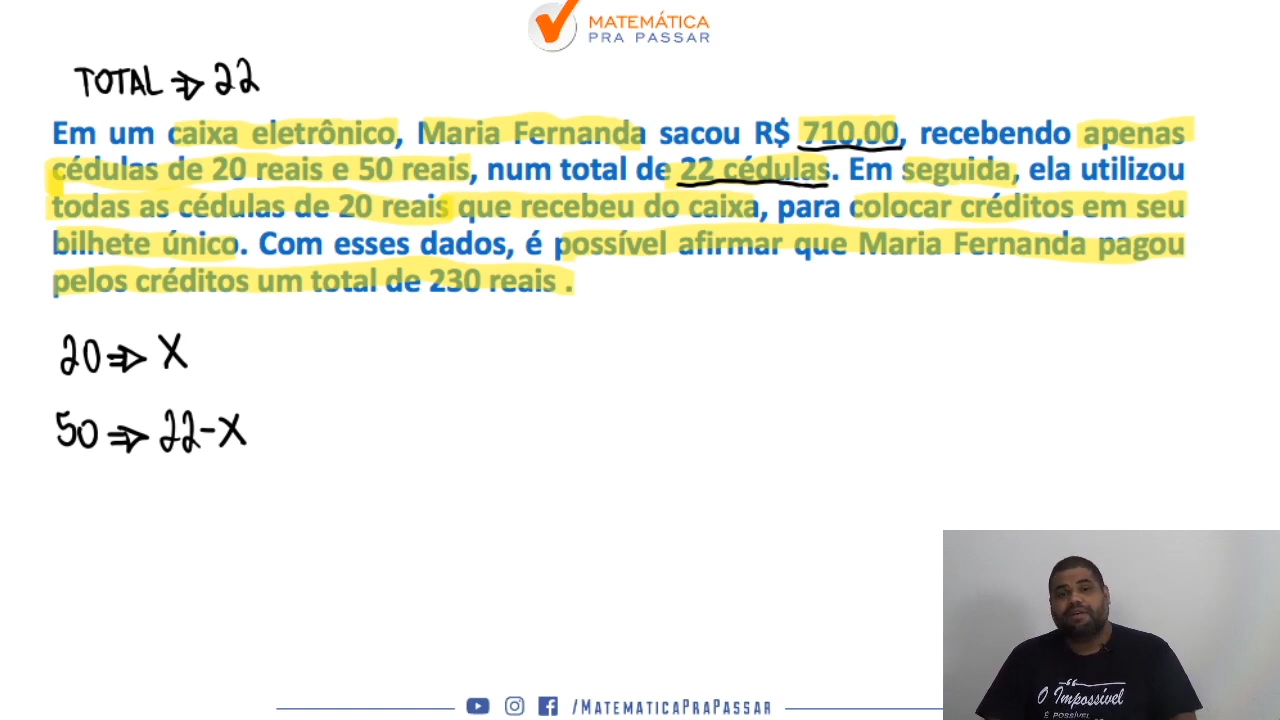 MATEMÁTICA
PRA PASSAR
TOTAL ⇒ 22
Em um caixa eletrônico, Maria Fernanda sacou R$ 710,00, recebendo apenas
cédulas de 20 reais e 50 reais, num total de 22 cédulas. Em seguida, ela utilizou
todas as cédulas de 20 reais que recebeu do caixa, para colocar créditos em seu
bilhete único. Com esses dados, é possível afirmar que Maria Fernanda pagou
pelos créditos um total de 230 reais .
20 ⇒ X
50 ⇒ 22-X
“
O Impossível
É POSSÍVEL
/MATEMATICAPRAPASSAR